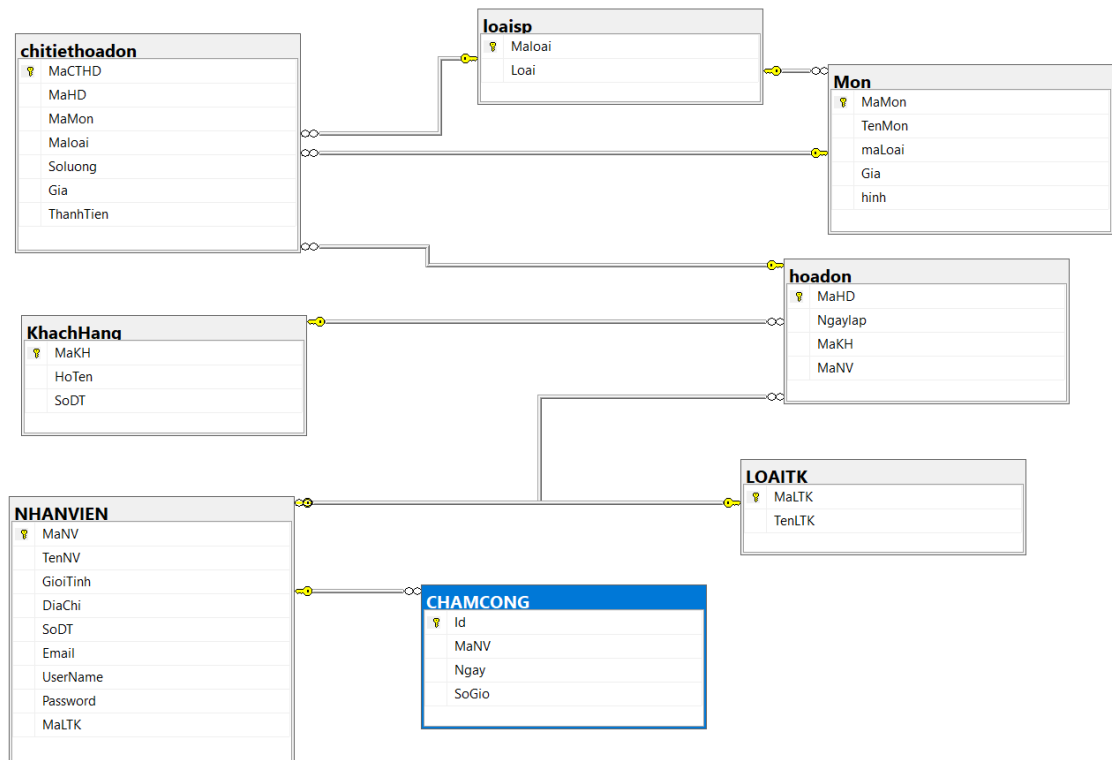 chitiethoadon
MaCTHD
MaHD
MaMon
Maloai
Soluong
Gia
ThanhTien
loaisp
Maloai
Loai
Mon
MaMon
TenMon
maLoai
Gia
hinh
hoadon
MaHD
Ngaylap
MaKH
MaNV
KhachHang
MaKH
HoTen
SoDT
LOAITK
MaLTK
TenLTK
NHANVIEN
MaNV
TenNV
GioiTinh
DiaChi
SoDT
Email
UserName
Password
MaLTK
CHAMCONG
Id
MaNV
Ngay
SoGio